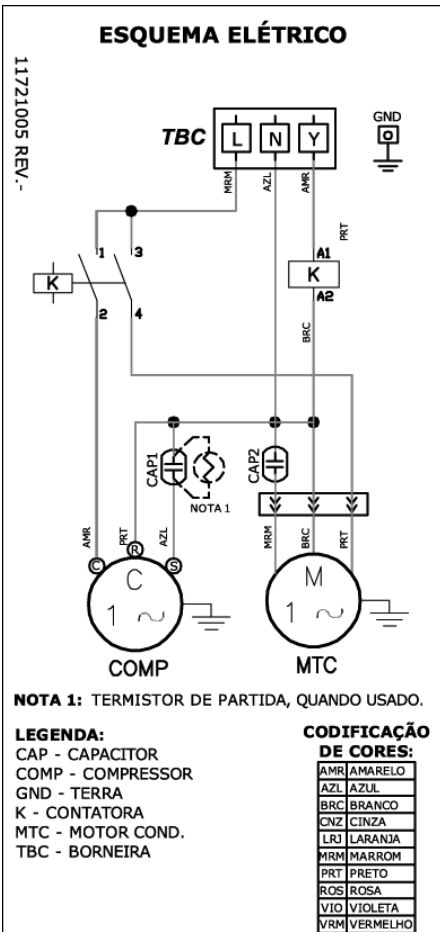 ESQUEMA ELÉTRICO
11721005 REV.-
TBC
L N Y
GND
MRM
AZL
AMR
PRT
1
3
A1
K
K
A2
2
4
BRC
CAP1
CAP2
NOTA 1
AMR
PRT
AZL
MRM
BRC
PRT
C
R
S
C
1
M
1
COMP
MTC
NOTA 1: TERMISTOR DE PARTIDA, QUANDO USADO.
LEGENDA:
CAP - CAPACITOR
COMP - COMPRESSOR
GND - TERRA
K - CONTATORA
MTC - MOTOR COND.
TBC - BORNEIRA
CODIFICAÇÃO
DE CORES:
AMR AMARELO
AZL AZUL
BRC BRANCO
CNZ CINZA
LRJ LARANJA
MRM MARROM
PRT PRETO
ROS ROSA
VIO VIOLETA
VRM VERMELHO